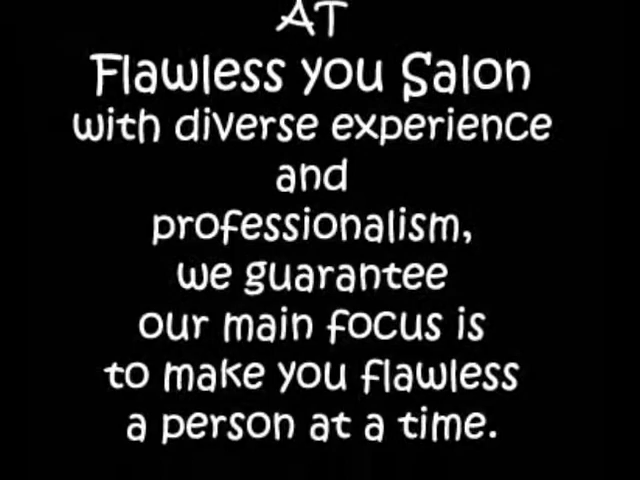 AT
Flawless you Salon
with diverse experience
and
professionalism,
we guarantee
our main focus is
to make you flawless
a person at a time.